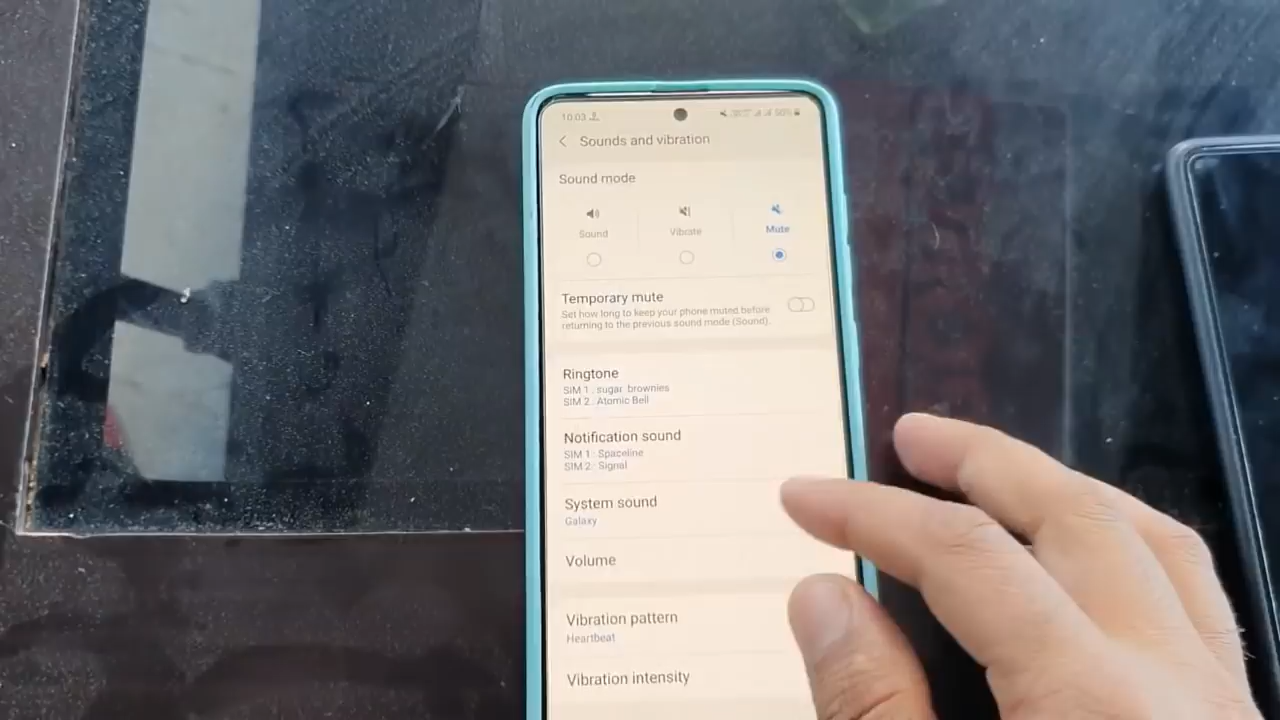 10:03
Sounds and vibration
Sound mode
Sound
Vibrate
Mute
Temporary mute
Set how long to keep your phone muted before
returning to the previous sound mode (Sound).
Ringtone
SIM 1 : sugar brownies
SIM 2 : Atomic Bell
Notification sound
SIM 1 : Spaceline
SIM 2 : Signal
System sound
Galaxy
Volume
Vibration pattern
Heartbeat
Vibration intensity